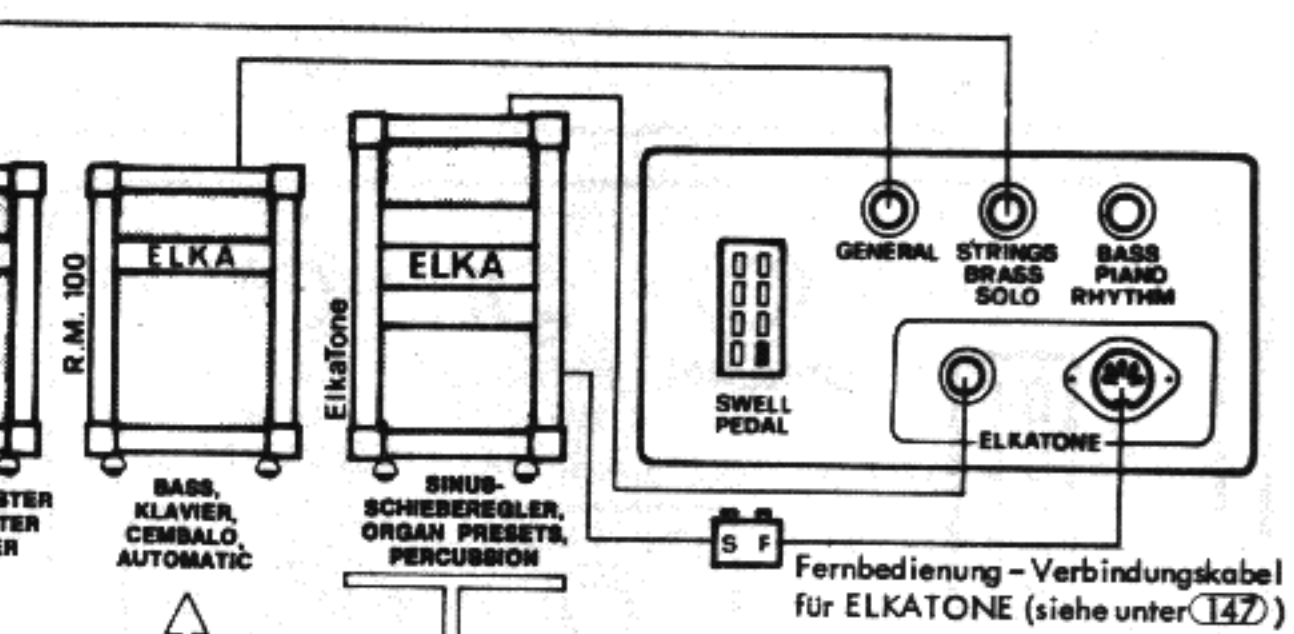 R.M. 100
ELKA
BASS,
KLAVIER,
CEMBALO,
AUTOMATIC
ElkaTone
ELKA
SINUS-
SCHIEBEREGLER,
ORGAN PRESETS,
PERCUSSION
GENERAL
STRINGS
BRASS
SOLO
BASS
PIANO
RHYTHM
SWELL
PEDAL
ELKATONE
S F
Fernbedienung – Verbindungskabel
für ELKATONE (siehe unter 147 )